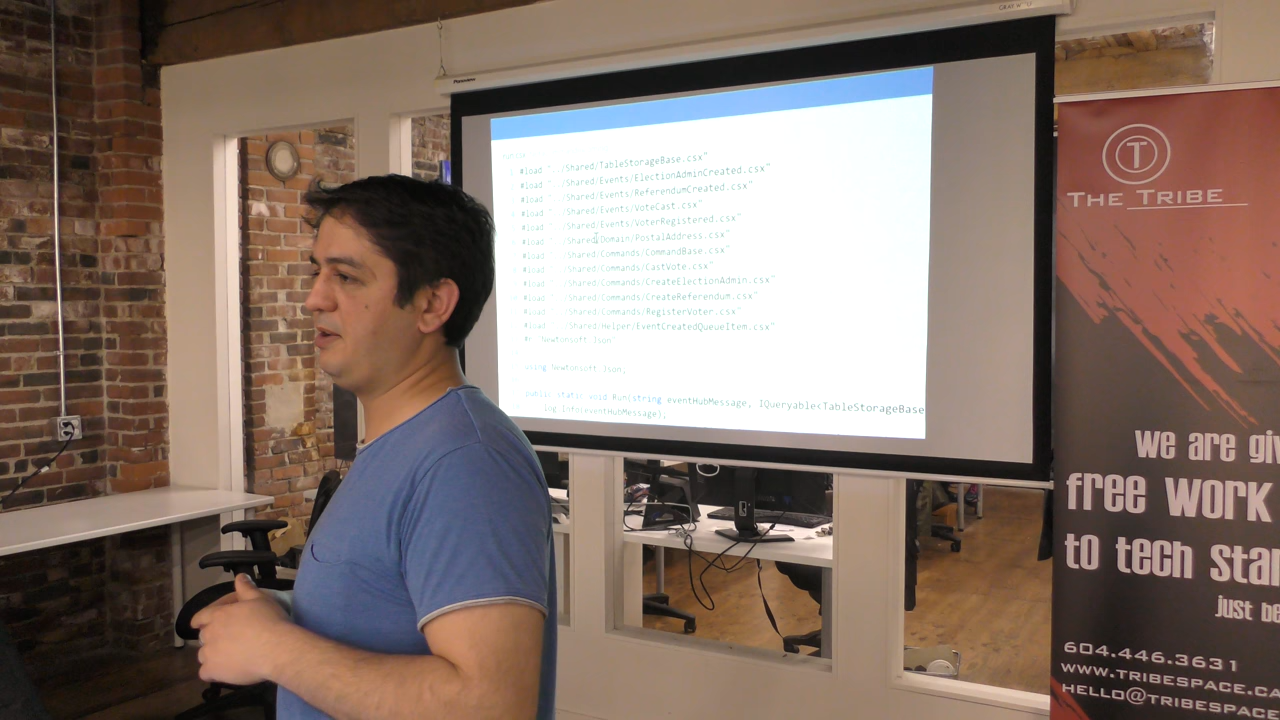 #load "../Shared/TableStorageBase.csx"
#load "../Shared/Events/ElectionAdminCreated.csx"
#load "../Shared/Events/ReferendumCreated.csx"
#load "../Shared/Events/VoteCast.csx"
#load "../Shared/Events/VoterRegistered.csx"
#load "../Shared/Domain/PostalAddress.csx"
#load "../Shared/Commands/CommandBase.csx"
#load "../Shared/Commands/CastVote.csx"
#load "../Shared/Commands/CreateElectionAdmin.csx"
#load "../Shared/Commands/CreateReferendum.csx"
#load "../Shared/Commands/RegisterVoter.csx"
#load "../Shared/Helper/EventCreatedQueueItem.csx"
#r "Newtonsoft.Json"
using Newtonsoft.Json;
public static void Run(string eventHubMessage, IQueryable<TableStorageBase
log.Info(eventHubMessage);
T
THE TRIBE
we are giv
free work
to tech star
just be
604.446.3631
WWW.TRIBESPACE.CA
HELLO@TRIBESPACE